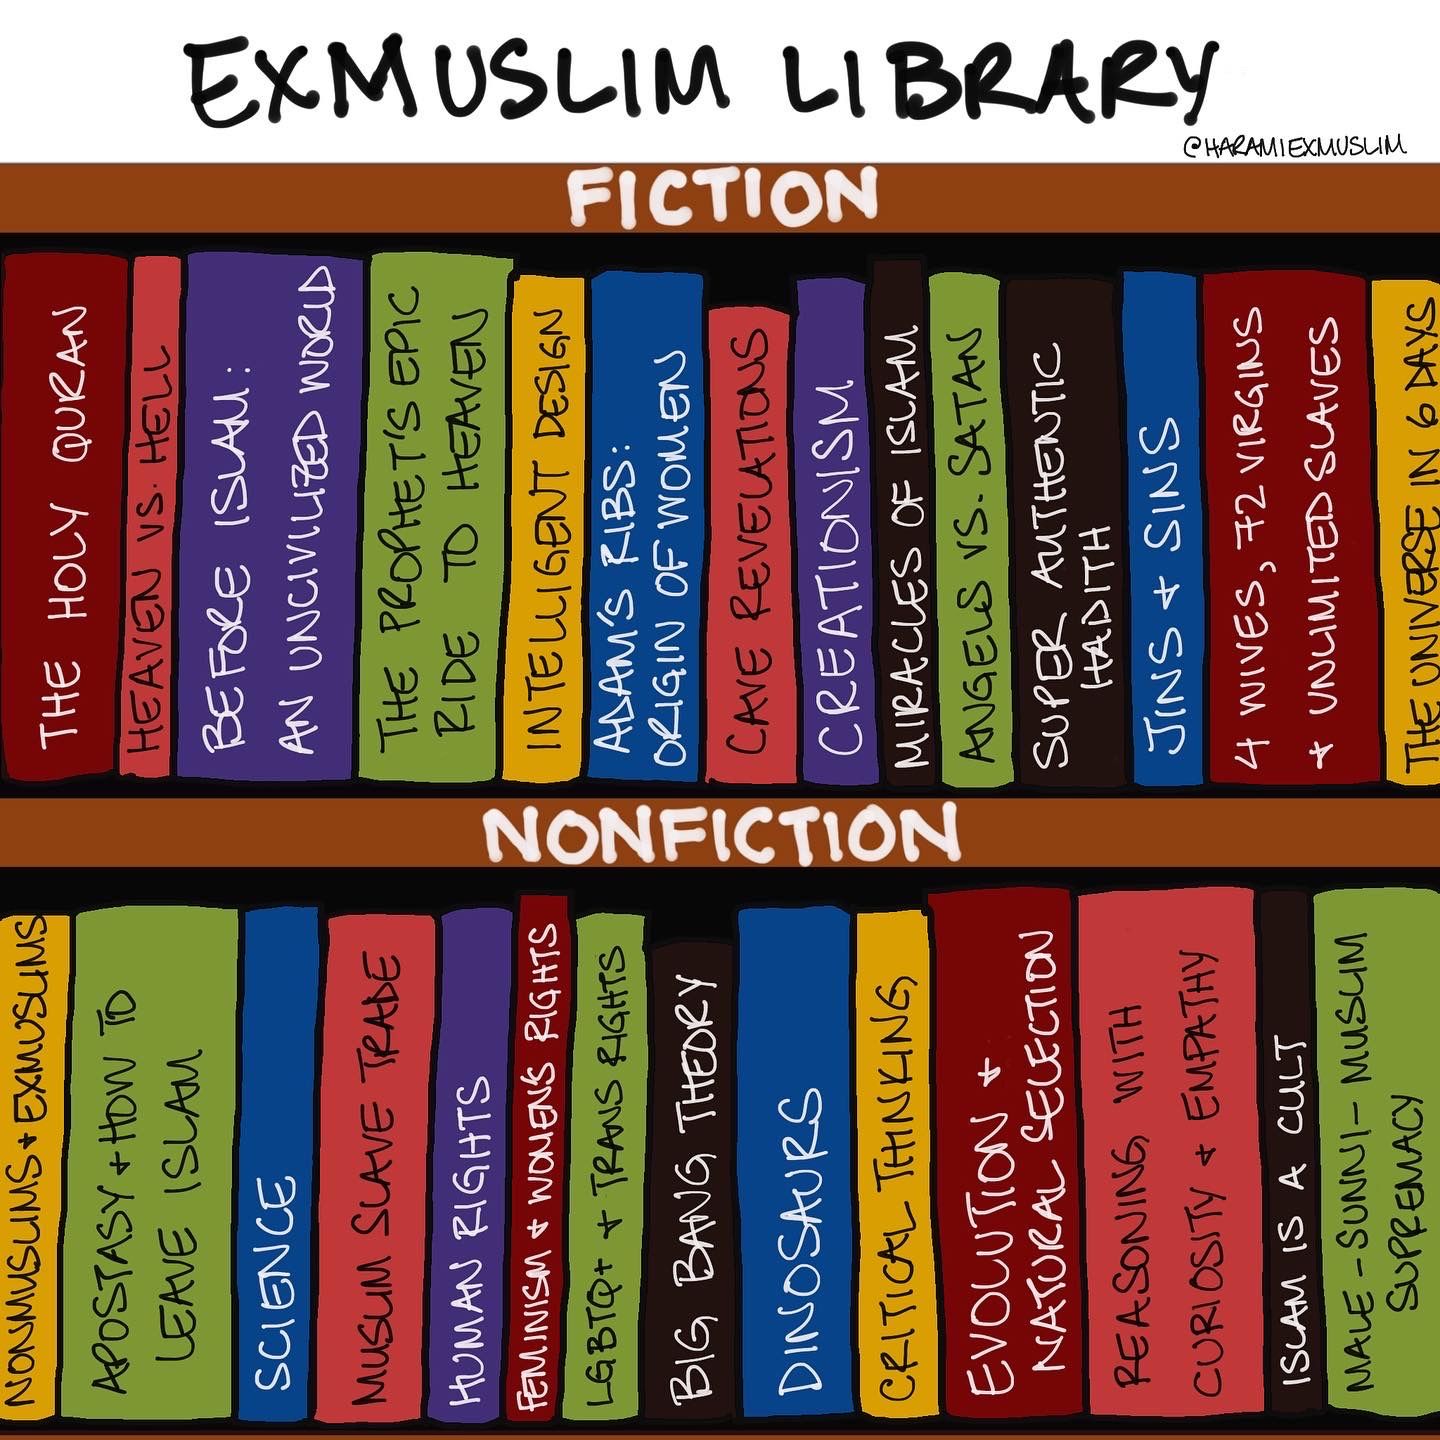 EXMUSLIM LIBRARY
@HARAMIEXMUSLIM
FICTION
THE HOLY QURAN
HEAVEN VS. HELL
BEFORE ISLAM:
AN UNCIVILIZED WORLD
THE PROPHET'S EPIC
RIDE TO HEAVEN
INTELLIGENT DESIGN
ADAM'S RIBS:
ORIGIN OF WOMEN
CAVE REVELATIONS
CREATIONISM
MIRACLES OF ISLAM
ANGELS VS. SATAN
SUPER AUTHENTIC
HADITH
JINS + SINS
4 WIVES, 72 VIRGINS
+ UNLIMITED SLAVES
THE UNIVERSE IN 6 DAYS
NONFICTION
NONMUSLIMS + EXMUSLIMS
APOSTASY + HOW TO
LEAVE ISLAM
SCIENCE
MUSLIM SLAVE TRADE
HUMAN RIGHTS
FEMINISM + WOMEN'S RIGHTS
LGBTQ+ + TRANS RIGHTS
BIG BANG THEORY
DINOSAURS
CRITICAL THINKING
EVOLUTION +
NATURAL SELECTION
REASONING WITH
CURIOSITY + EMPATHY
ISLAM IS A CULT
MALE-SUNNI-MUSLIM
SUPREMACY